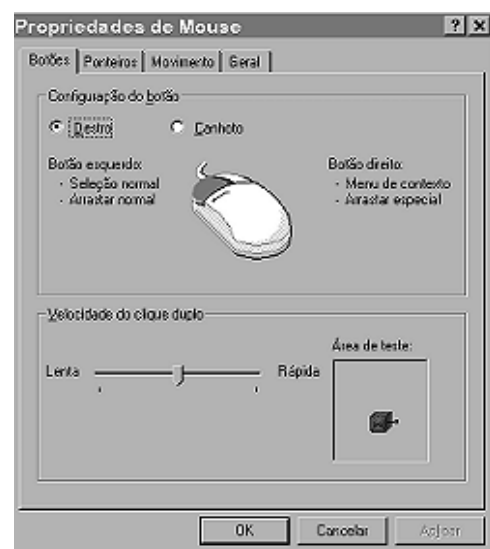 Propriedades de Mouse
Botões Ponteiros Movimento Geral
Configuração do botão
Destro Canhoto
Botão esquerdo: Botão direito:
- Seleção normal - Menu de contexto
- Arrastar normal - Arrastar especial
Velocidade do clique duplo
Área de teste:
Lenta Rápida
OK Cancelar Aplicar